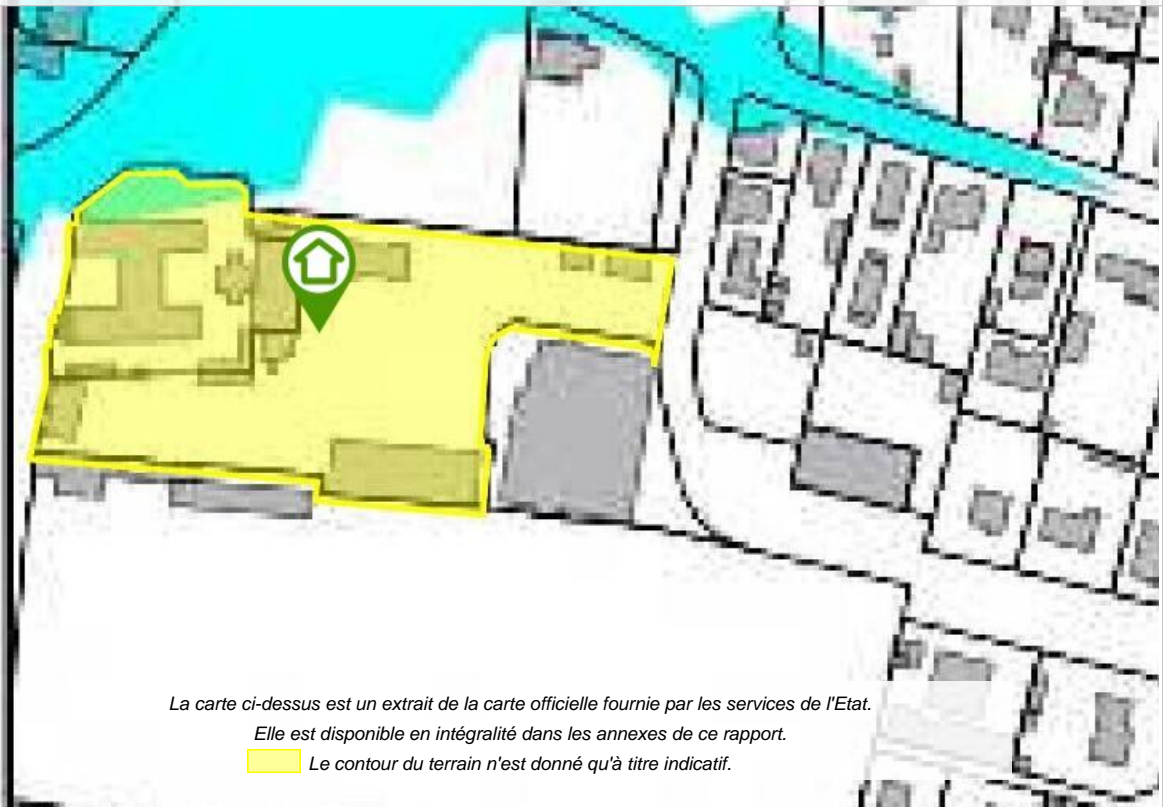 La carte ci-dessus est un extrait de la carte officielle fournie par les services de l'Etat.
Elle est disponible en intégralité dans les annexes de ce rapport.
Le contour du terrain n'est donné qu'à titre indicatif.